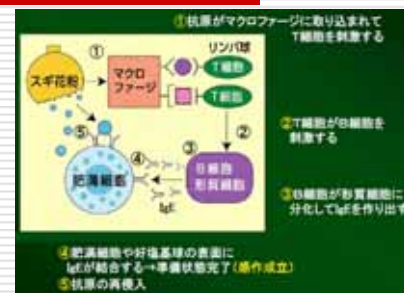 ①抗原がマクロファージに取り込まれて
T細胞を刺激する
リンパ球
①
スギ花粉
マクロ
ファージ
T細胞
T細胞
②
②T細胞がB細胞を
刺激する
⑤
④
③
肥満細胞
B細胞
形質細胞
IgE
③B細胞が形質細胞に
分化してIgEを作り出す
④肥満細胞や好塩基球の表面に
IgEが結合する→準備状態完了(感作成立)
⑤抗原の再侵入